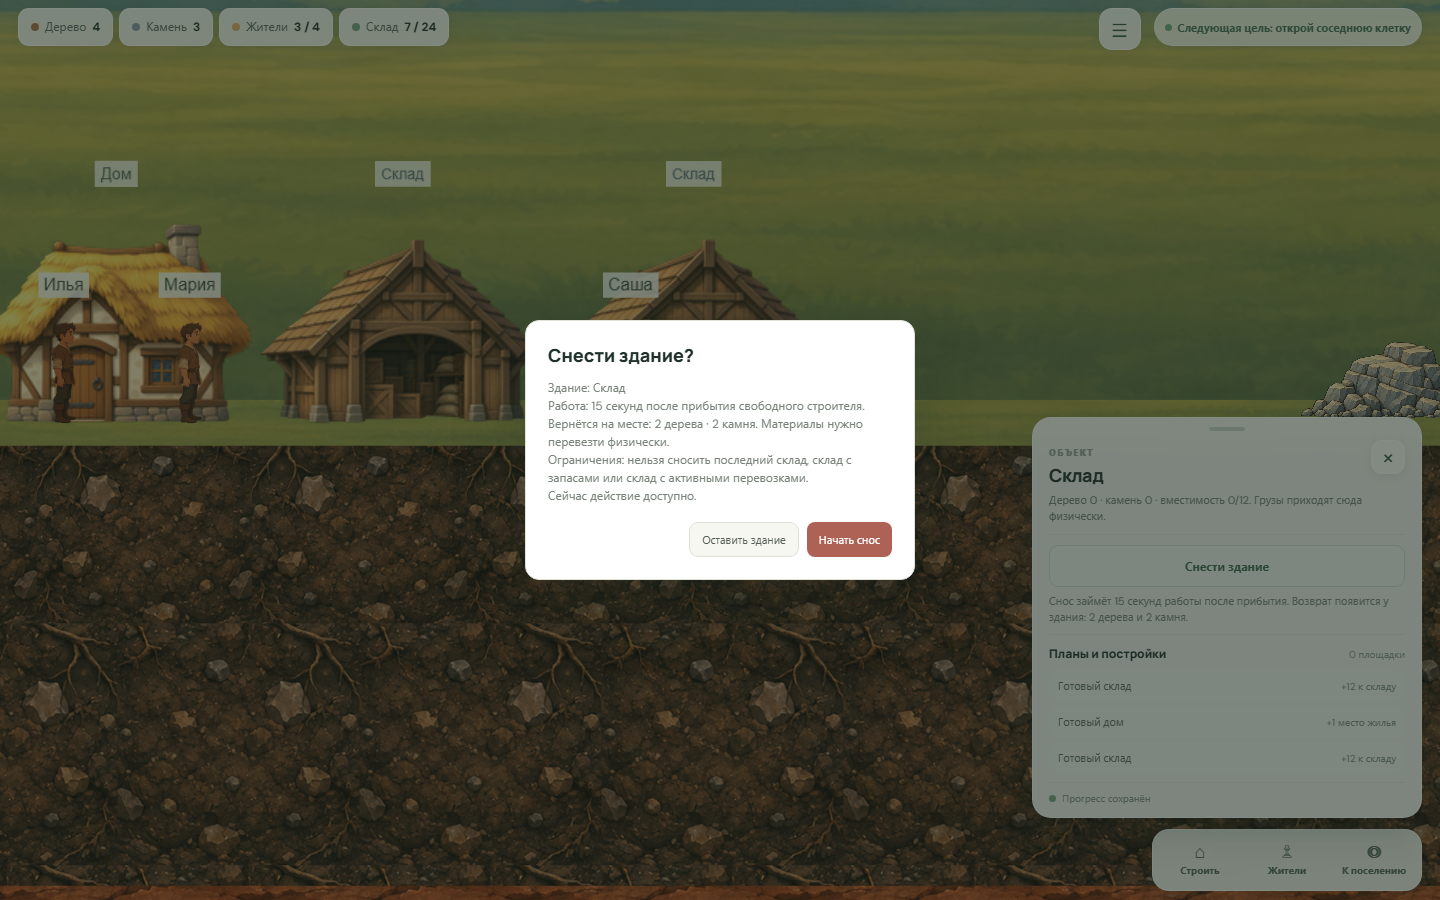 Дерево 4
Камень 3
Жители 3 / 4
Склад 7 / 24
Следующая цель: открой соседнюю клетку
Дом
Склад
Склад
Илья
Мария
Саша
Снести здание?
Здание: Склад
Работа: 15 секунд после прибытия свободного строителя.
Вернётся на месте: 2 дерева · 2 камня. Материалы нужно
перевезти физически.
Ограничения: нельзя сносить последний склад, склад с
запасами или склад с активными перевозками.
Сейчас действие доступно.
Оставить здание
Начать снос
ОБЪЕКТ
Склад
Дерево 0 · камень 0 · вместимость 0/12. Грузы приходят сюда
физически.
Снести здание
Снос займёт 15 секунд работы после прибытия. Возврат появится у
здания: 2 дерева и 2 камня.
Планы и постройки
0 площадки
Готовый склад
+12 к складу
Готовый дом
+1 место жилья
Готовый склад
+12 к складу
Прогресс сохранён
Строить
Жители
К поселению